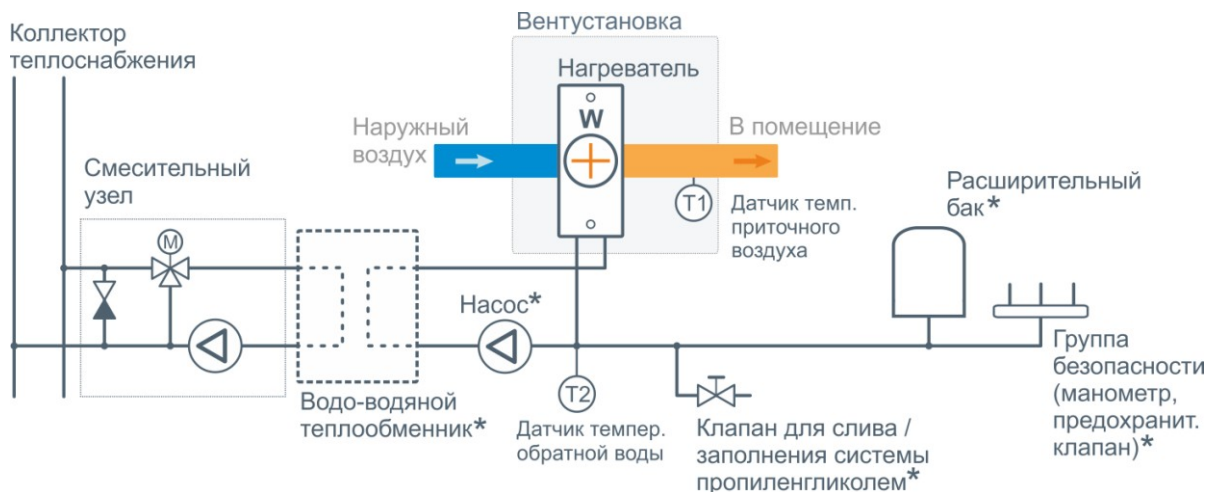 Вентустановка
Коллектор
теплоснабжения
Нагреватель
W
Наружный
воздух
В помещение
Смесительный
узел
M
T1
Датчик темп.
приточного
воздуха
Расширительный
бак*
Насос*
Водо-водяной
теплообменник*
T2
Датчик темпер.
обратной воды
Клапан для слива /
заполнения системы
пропиленгликолем*
Группа
безопасности
(манометр,
предохранит.
клапан)*